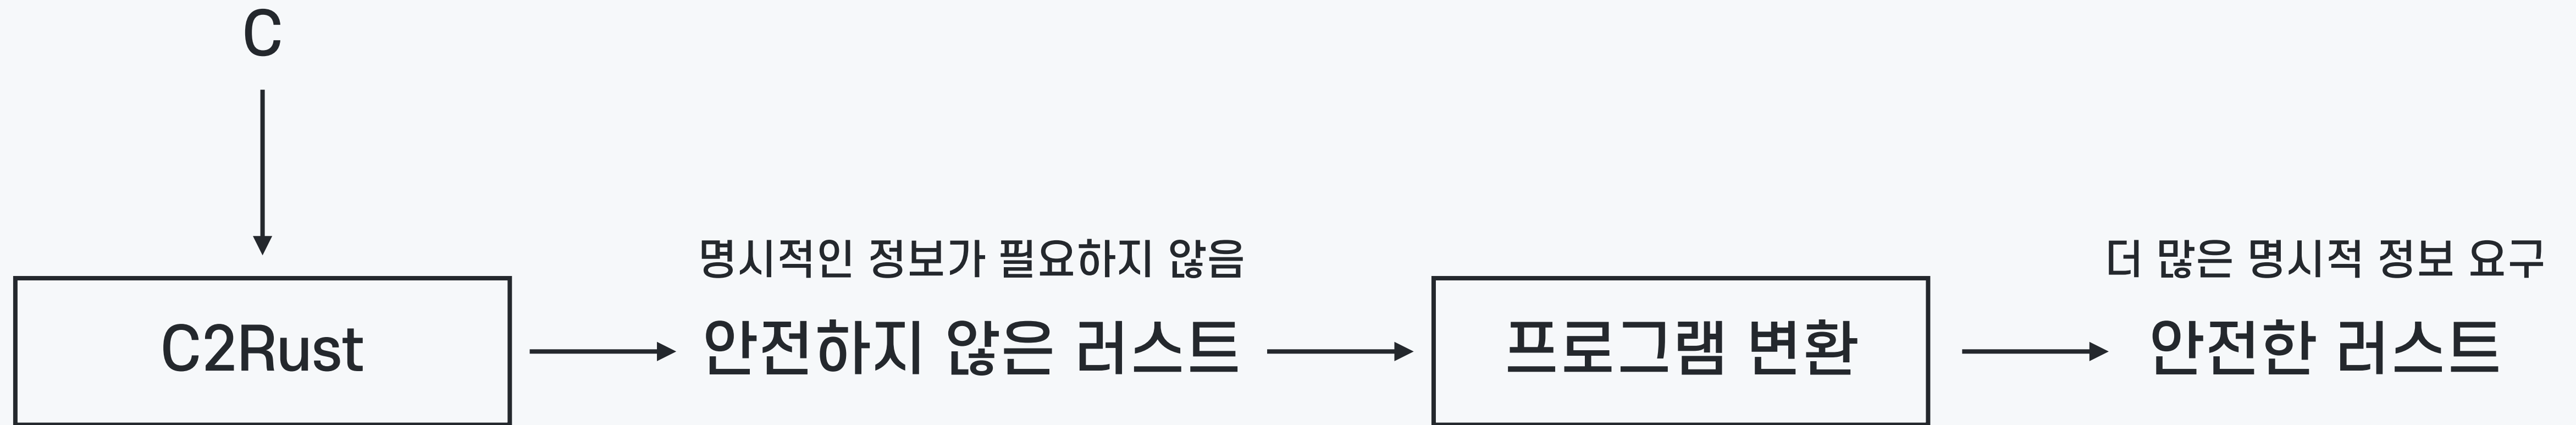 C
C2Rust
명시적인 정보가 필요하지 않음
안전하지 않은 러스트
프로그램 변환
더 많은 명시적 정보 요구
안전한 러스트